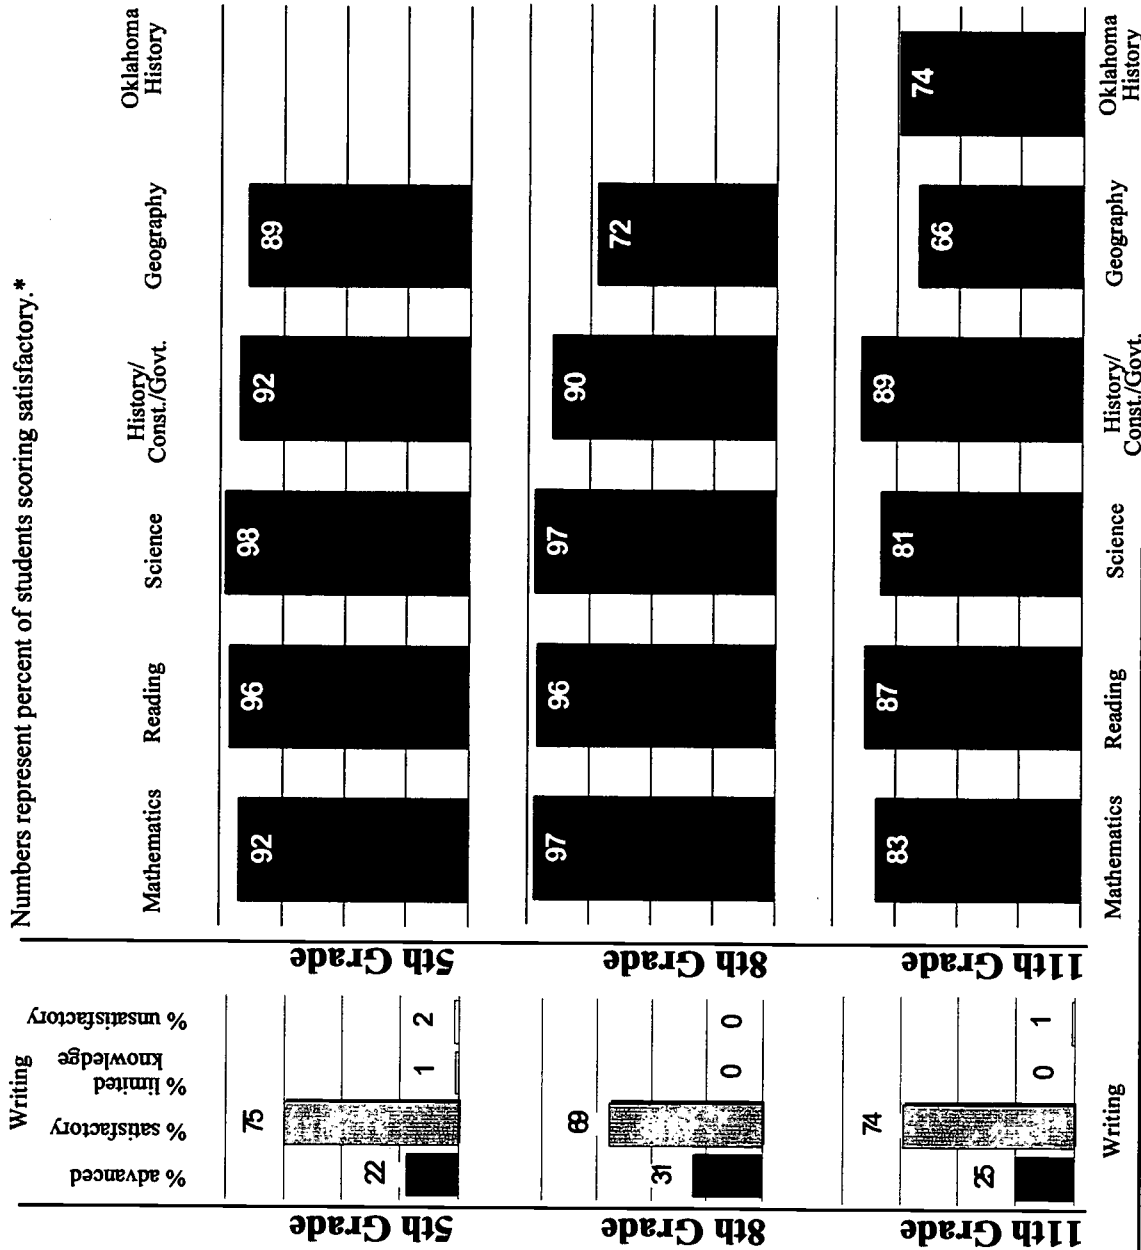 Numbers represent percent of students scoring satisfactory.*
Writing
% advanced
% satisfactory
% limited
knowledge
% unsatisfactory
Mathematics
Reading
Science
History/
Const./Govt.
Geography
Oklahoma
History
5th Grade
22
75
1
2
5th Grade
92
96
98
92
89
8th Grade
31
69
0
0
8th Grade
97
96
97
90
72
11th Grade
25
74
0
1
11th Grade
83
87
81
89
66
74
Writing
Mathematics
Reading
Science
History/
Const./Govt.
Geography
Oklahoma
History